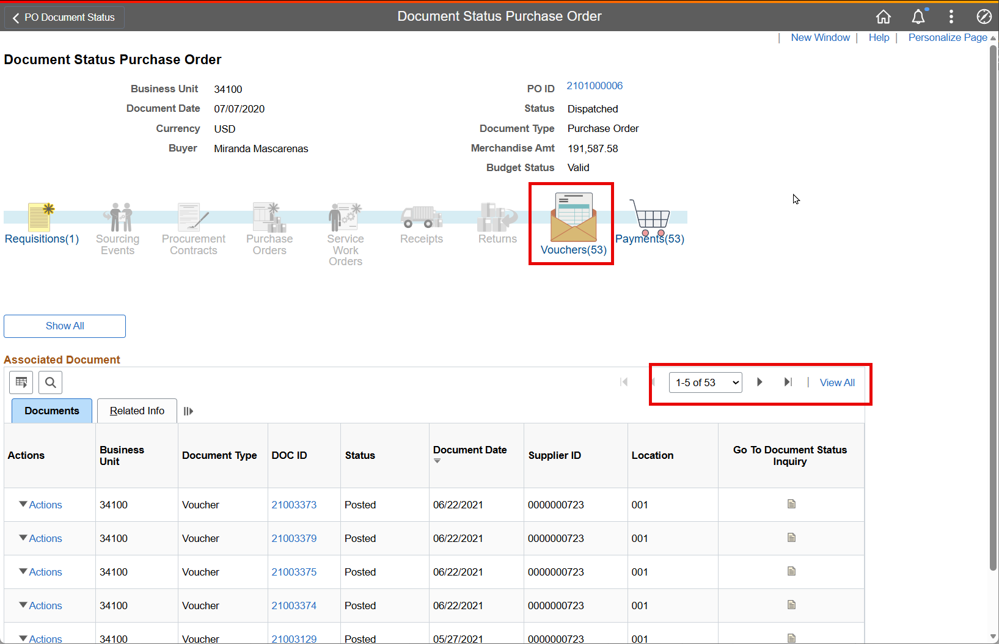 PO Document Status
Document Status Purchase Order
| New Window | Help | Personalize Page
Document Status Purchase Order
Business Unit 34100
PO ID 2101000006
Document Date 07/07/2020
Status Dispatched
Currency USD
Document Type Purchase Order
Buyer Miranda Mascarenas
Merchandise Amt 191,587.58
Budget Status Valid
Requisitions(1)
Sourcing
Events
Procurement
Contracts
Purchase
Orders
Service
Work
Orders
Receipts
Returns
Vouchers(53)
Payments(53)
Show All
Associated Document
1-5 of 53 | View All
Documents Related Info
Actions Business Unit Document Type DOC ID Status Document Date Supplier ID Location Go To Document Status Inquiry
Actions 34100 Voucher 21003373 Posted 06/22/2021 0000000723 001
Actions 34100 Voucher 21003379 Posted 06/22/2021 0000000723 001
Actions 34100 Voucher 21003375 Posted 06/22/2021 0000000723 001
Actions 34100 Voucher 21003374 Posted 06/22/2021 0000000723 001
Actions 34100 Voucher 21003129 Posted 05/27/2021 0000000723 001